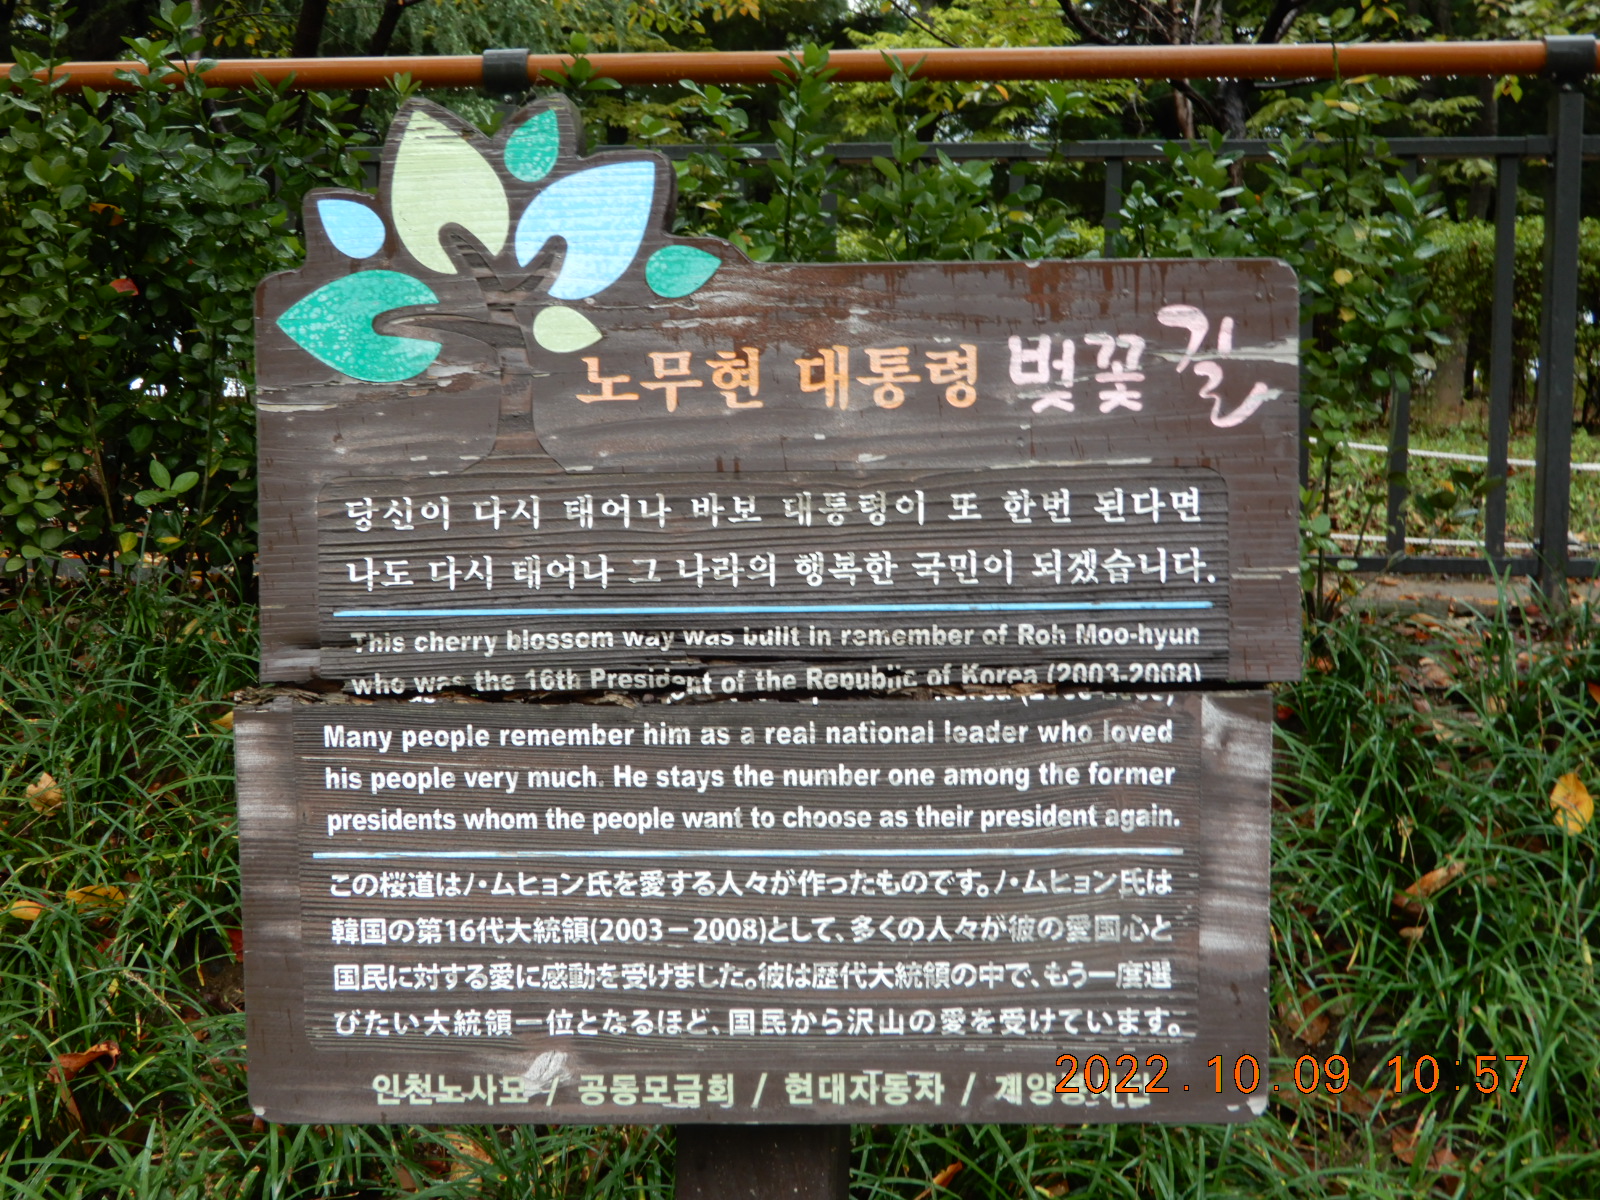 노무현 대통령 벚꽃길
당신이 다시 태어나 바보 대통령이 또 한번 된다면
나도 다시 태어나 그 나라의 행복한 국민이 되겠습니다.
This cherry blossom way was built in remember of Roh Moo-hyun
who was the 16th President of the Republic of Korea (2003-2008)
Many people remember him as a real national leader who loved
his people very much. He stays the number one among the former
presidents whom the people want to choose as their president again.
この桜道はノ・ムヒョン氏を愛する人々が作ったものです。ノ・ムヒョン氏は
韓国の第16代大統領(2003－2008)として、多くの人々が彼の愛国心と
国民に対する愛に感動を受けました。彼は歴代大統領の中で、もう一度選
びたい大統領一位となるほど、国民から沢山の愛を受けています。
인천노사모 / 공동모금회 / 현대자동차 /
2022.10.09 10:57